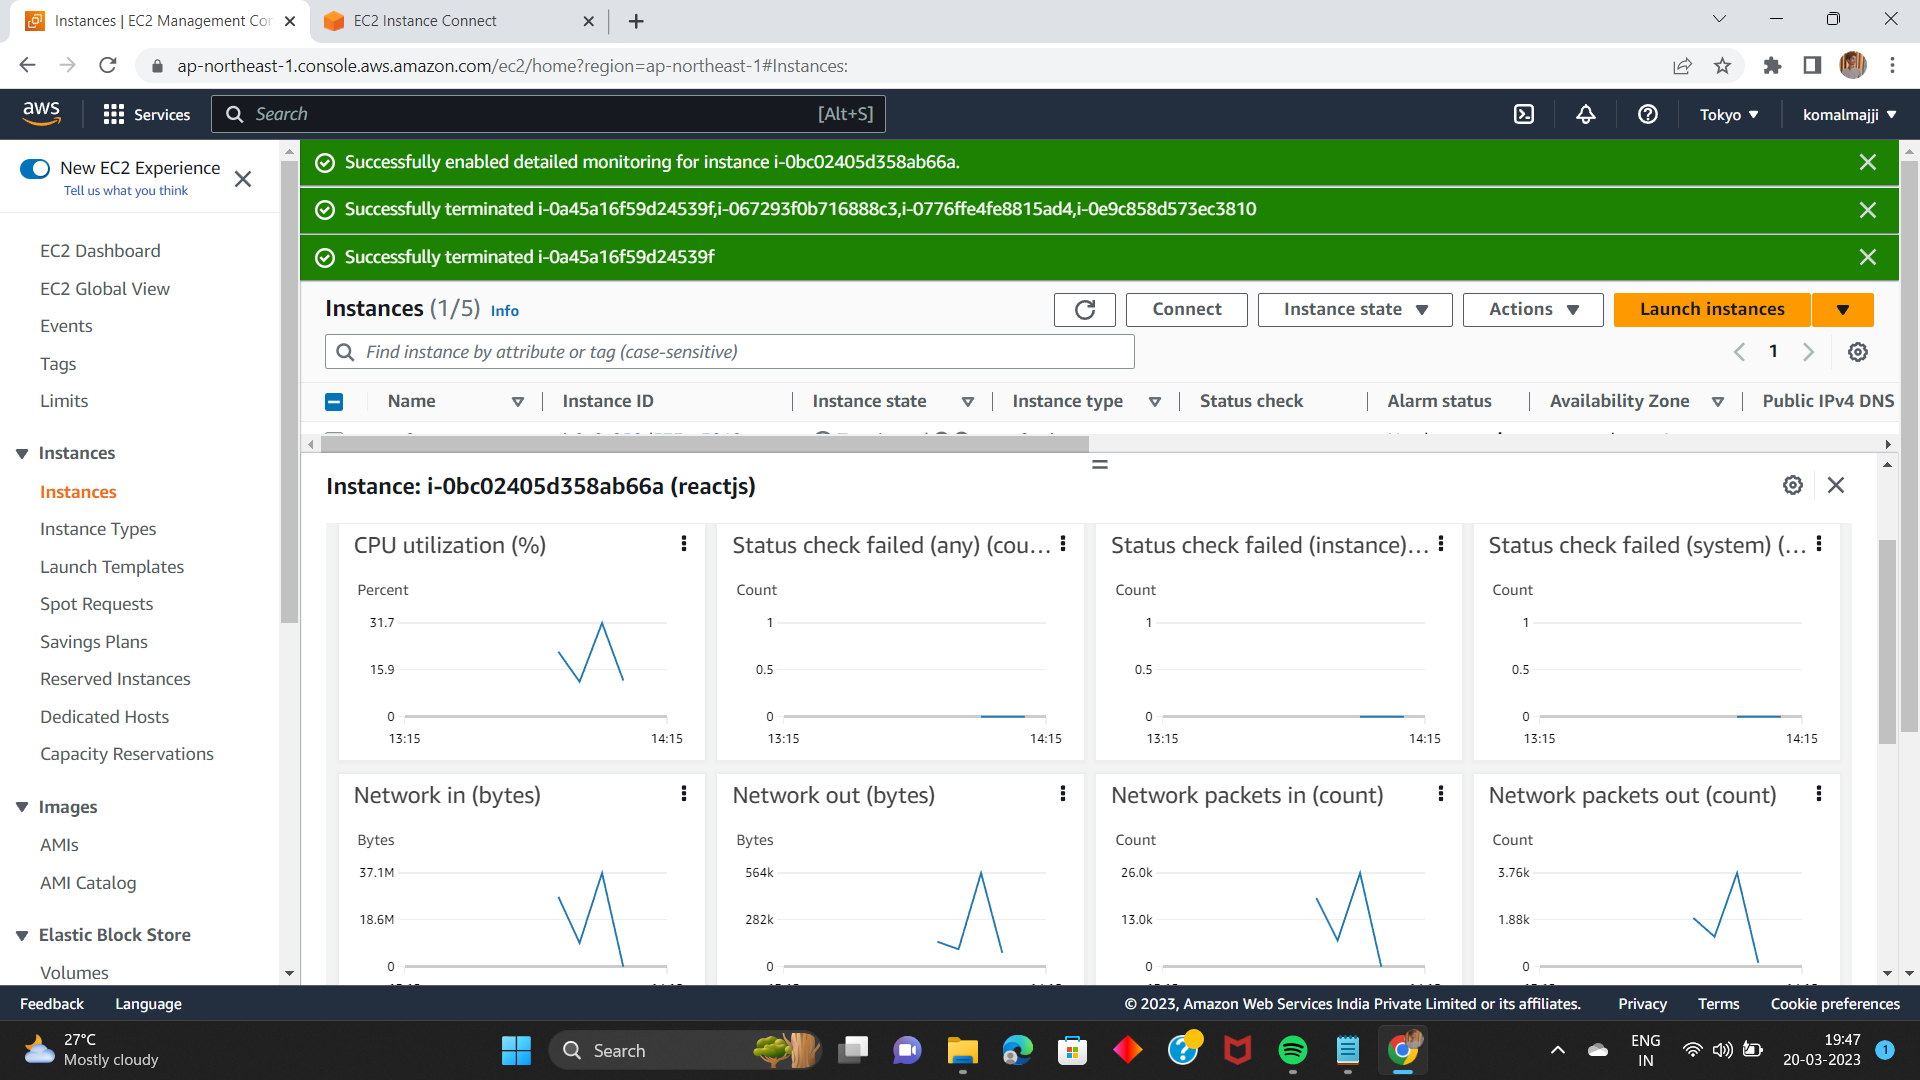 Instances | EC2 Management Con
EC2 Instance Connect
ap-northeast-1.console.aws.amazon.com/ec2/home?region=ap-northeast-1#Instances:
aws
Services
Search
[Alt+S]
Tokyo
komalmajji
New EC2 Experience
Tell us what you think
EC2 Dashboard
EC2 Global View
Events
Tags
Limits
Instances
Instances
Instance Types
Launch Templates
Spot Requests
Savings Plans
Reserved Instances
Dedicated Hosts
Capacity Reservations
Images
AMIs
AMI Catalog
Elastic Block Store
Volumes
Successfully enabled detailed monitoring for instance i-0bc02405d358ab66a.
Successfully terminated i-0a45a16f59d24539f,i-067293f0b716888c3,i-0776ffe4fe8815ad4,i-0e9c858d573ec3810
Successfully terminated i-0a45a16f59d24539f
Instances (1/5) Info
Connect
Instance state
Actions
Launch instances
Find instance by attribute or tag (case-sensitive)
1
Name
Instance ID
Instance state
Instance type
Status check
Alarm status
Availability Zone
Public IPv4 DNS
Instance: i-0bc02405d358ab66a (reactjs)
CPU utilization (%)
Percent
31.7
15.9
0
13:15
14:15
Status check failed (any) (cou...
Count
1
0.5
0
13:15
14:15
Status check failed (instance)...
Count
1
0.5
0
13:15
14:15
Status check failed (system) (...
Count
1
0.5
0
13:15
14:15
Network in (bytes)
Bytes
37.1M
18.6M
0
Network out (bytes)
Bytes
564k
282k
0
Network packets in (count)
Count
26.0k
13.0k
0
Network packets out (count)
Count
3.76k
1.88k
0
Feedback
Language
© 2023, Amazon Web Services India Private Limited or its affiliates.
Privacy
Terms
Cookie preferences
27°C
Mostly cloudy
Search
ENG
IN
19:47
20-03-2023
1